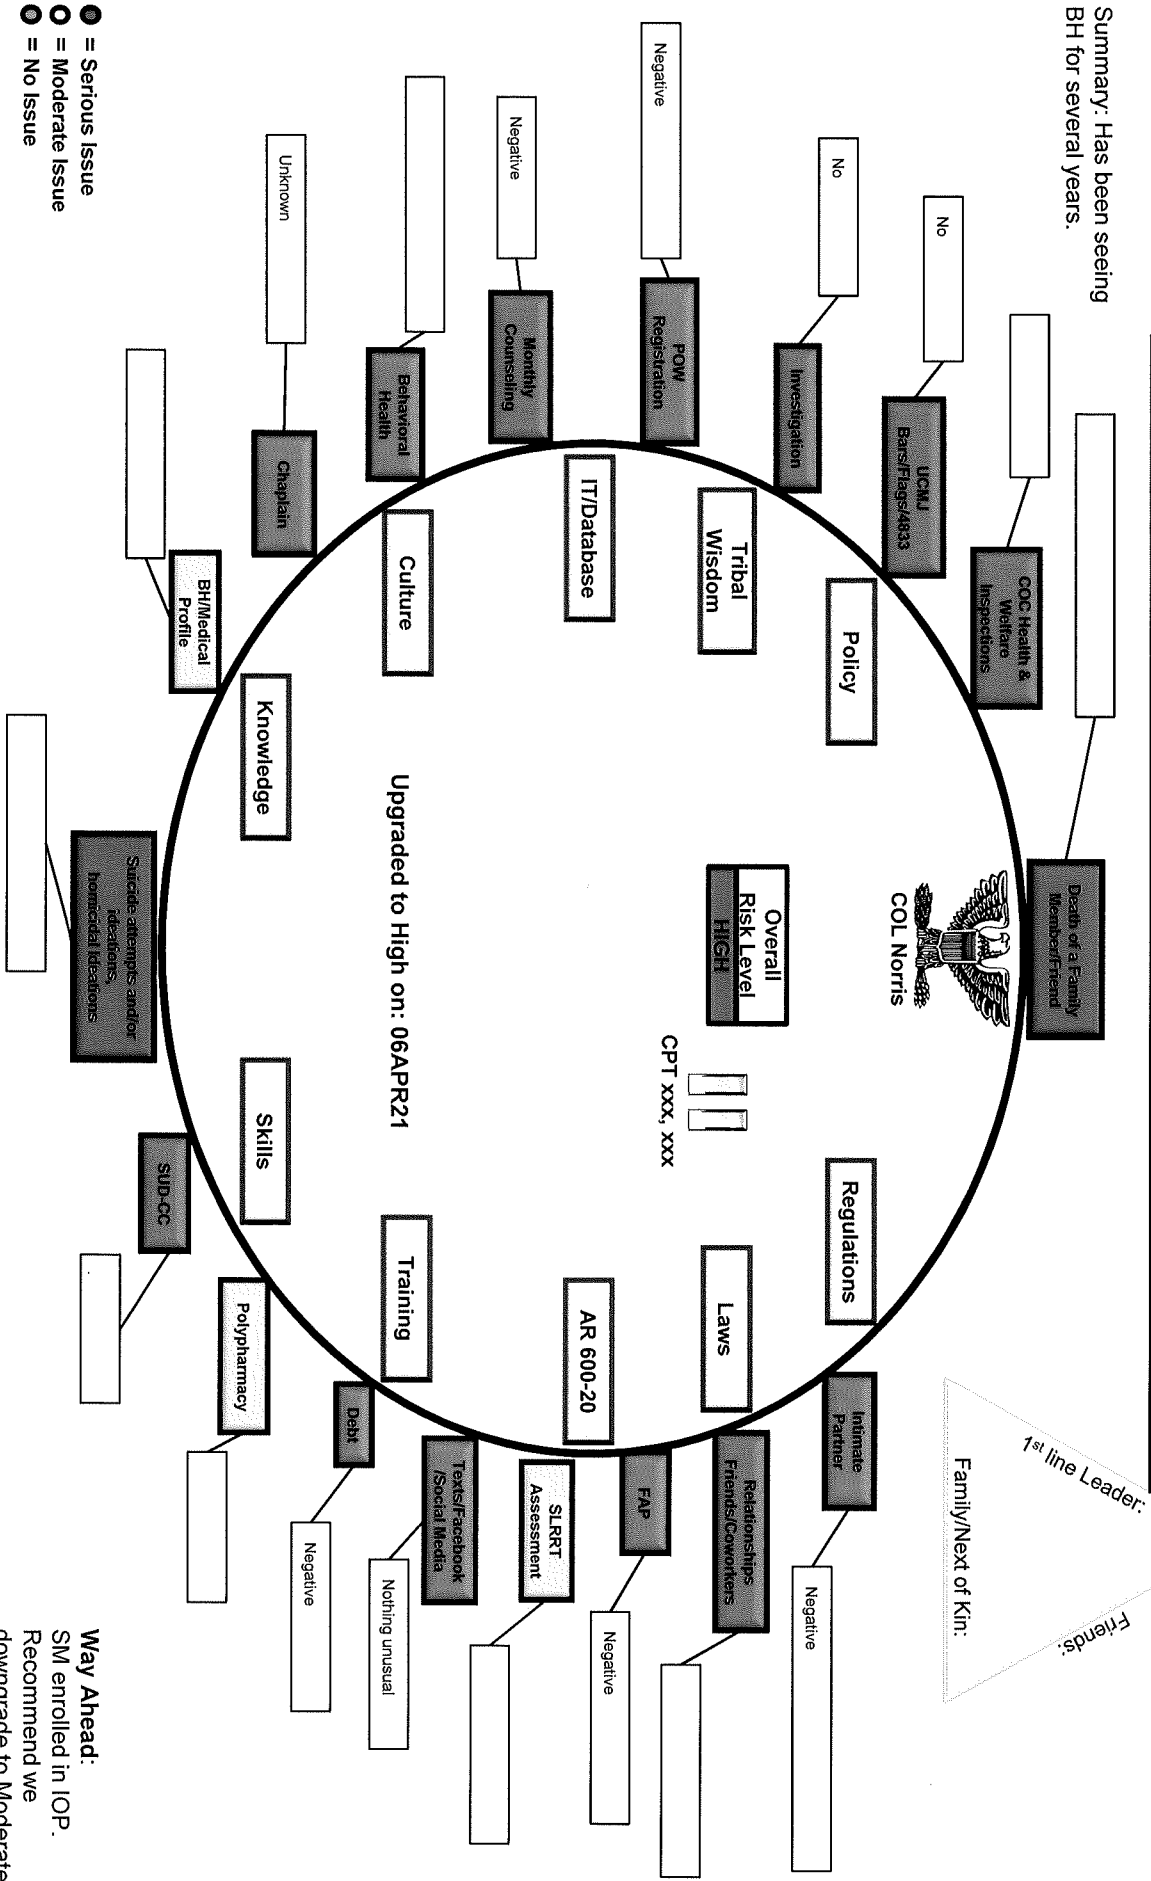 Summary: Has been seeing
BH for several years.
1st line Leader:
Friends:
Family/Next of Kin:
Death of a Family
Member/Friend
COC Health &
Welfare
Inspections
UCMJ
Bars/Flags/4833
No
Investigation
No
POW
Registration
Negative
Monthly
Counseling
Negative
Behavioral
Health
Chaplain
Unknown
BH/Medical
Profile
Suicide attempts and/or
ideations,
homicidal Ideations
SUD-CC
Polypharmacy
Debt
Negative
Texts/Facebook
/Social Media
Nothing unusual
SLRRT
Assessment
FAP
Negative
Relationships
Friends/Coworkers
Intimate
Partner
Negative
COL Norris
Overall
Risk Level
HIGH
CPT xxx, xxx
Upgraded to High on: 06APR21
Policy
Tribal
Wisdom
IT/Database
Culture
Knowledge
Skills
Training
AR 600-20
Laws
Regulations
= Serious Issue
= Moderate Issue
= No Issue
Way Ahead:
SM enrolled in IOP.
Recommend we
downgrade to Moderate